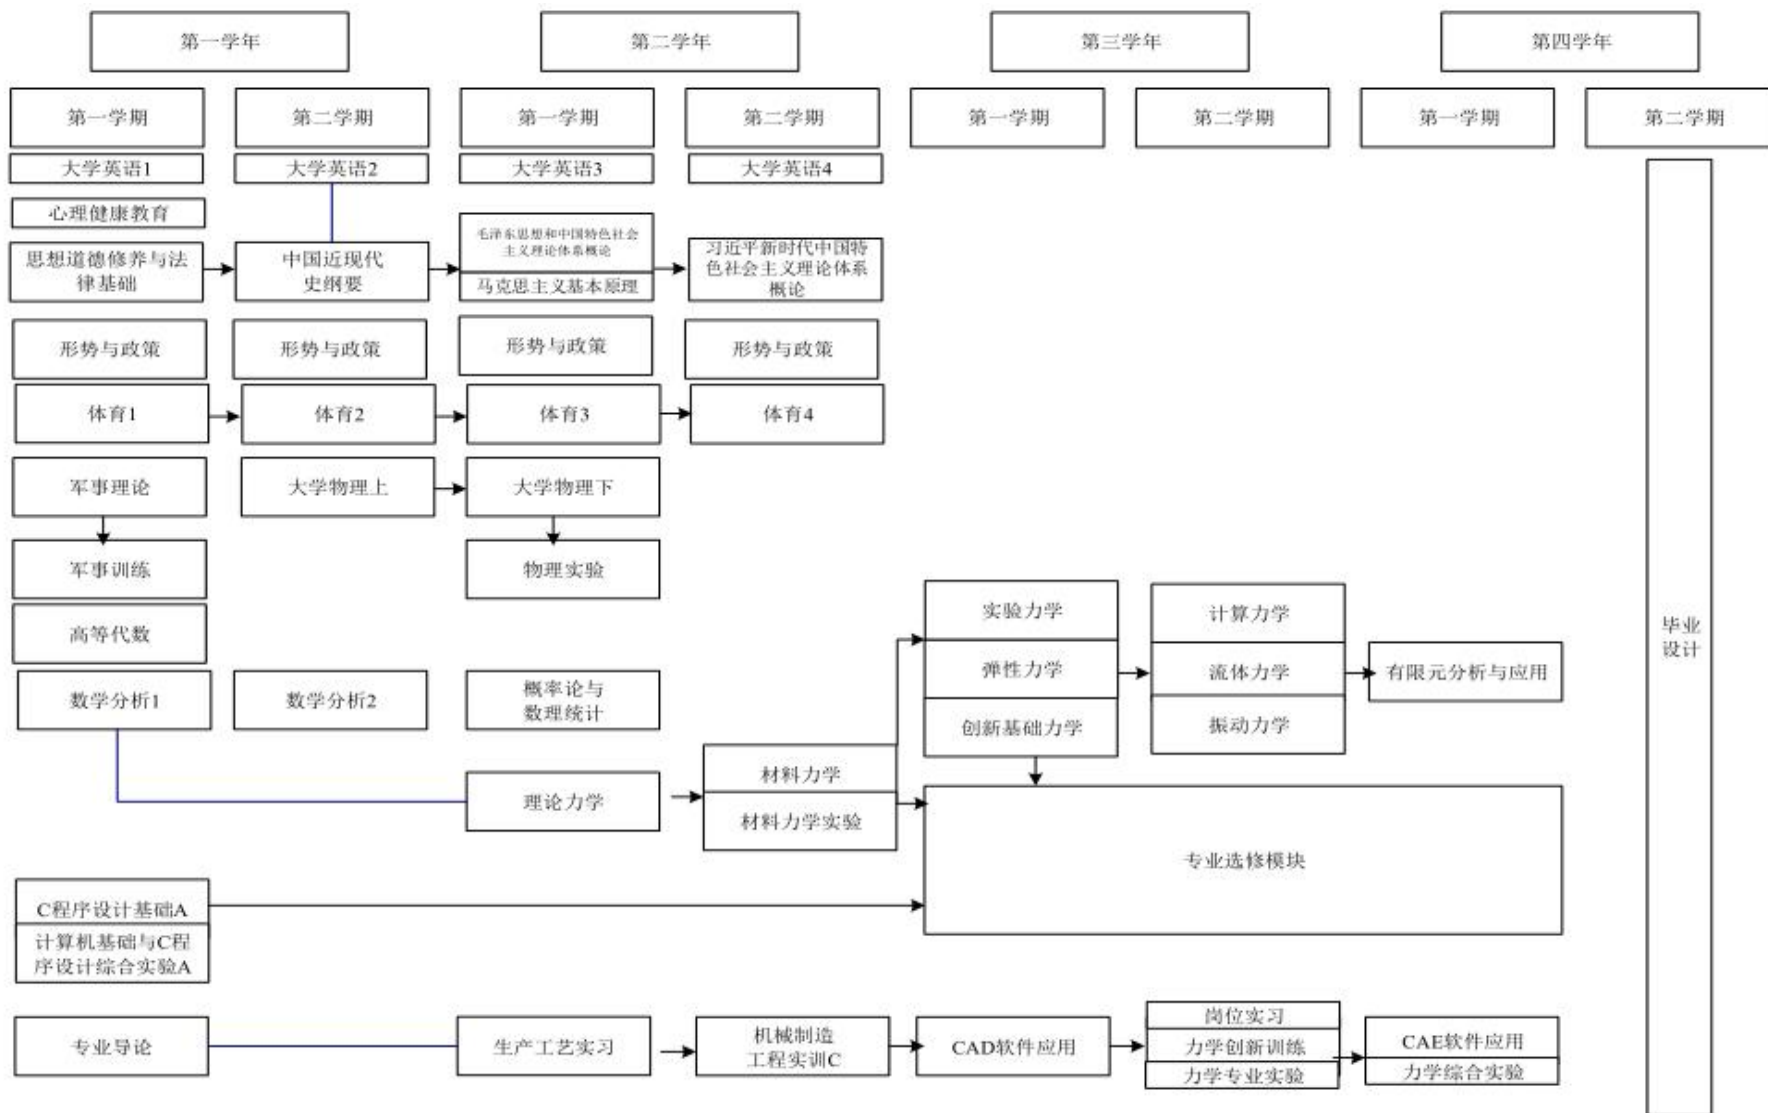 第一学年
第二学年
第三学年
第四学年
第一学期
第二学期
第一学期
第二学期
第一学期
第二学期
第一学期
第二学期
大学英语1
大学英语2
大学英语3
大学英语4
心理健康教育
思想道德修养与法
律基础
中国近现代
史纲要
毛泽东思想和中国特色社会
主义理论体系概论
马克思主义基本原理
习近平新时代中国特
色社会主义理论体系
概论
形势与政策
形势与政策
形势与政策
形势与政策
体育1
体育2
体育3
体育4
军事理论
大学物理上
大学物理下
军事训练
物理实验
高等代数
实验力学
计算力学
弹性力学
流体力学
有限元分析与应用
创新基础力学
振动力学
毕业
设计
数学分析1
数学分析2
概率论与
数理统计
理论力学
材料力学
材料力学实验
专业选修模块
C程序设计基础A
计算机基础与C程
序设计综合实验A
专业导论
生产工艺实习
机械制造
工程实训C
CAD软件应用
岗位实习
力学创新训练
力学专业实验
CAE软件应用
力学综合实验